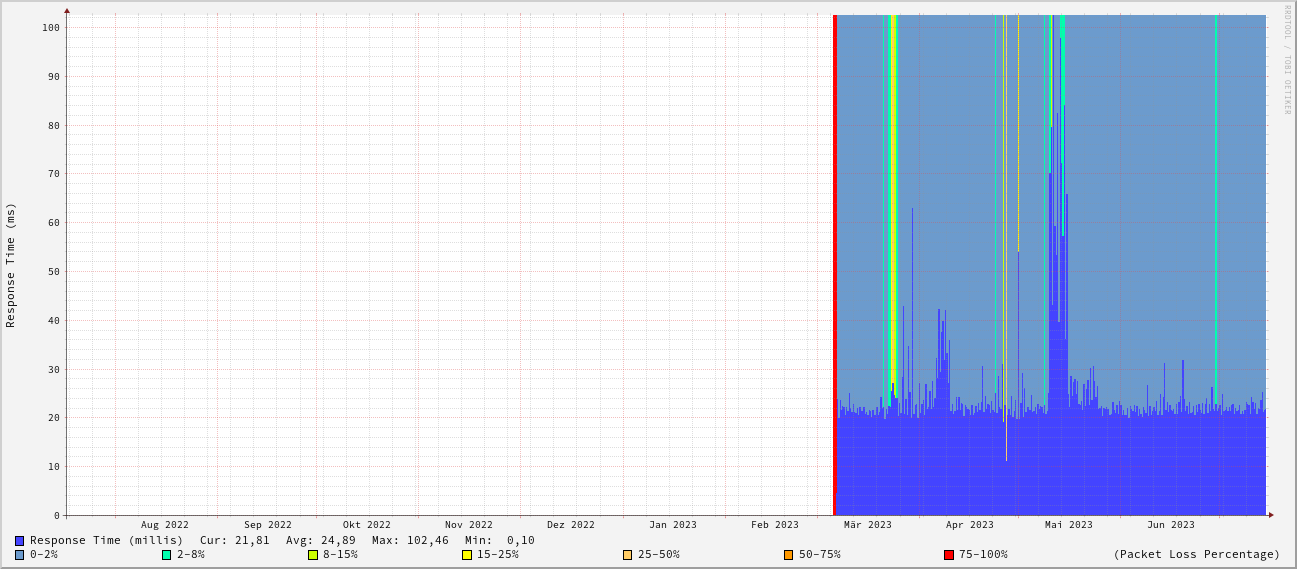 RRDTOOL / TOBI OETIKER
Response Time (ms)
100
90
80
70
60
50
40
30
20
10
0
Aug 2022 Sep 2022 Okt 2022 Nov 2022 Dez 2022 Jan 2023 Feb 2023 Mär 2023 Apr 2023 Mai 2023 Jun 2023
Response Time (millis) Cur: 21,81 Avg: 24,89 Max: 102,46 Min: 0,10
0-2% 2-8% 8-15% 15-25% 25-50% 50-75% 75-100% (Packet Loss Percentage)